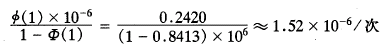 ϕ(1)×10⁻⁶ / 1 − Φ(1) = 0.2420 / (1 − 0.8413)×10⁶ ≈ 1.52×10⁻⁶/次